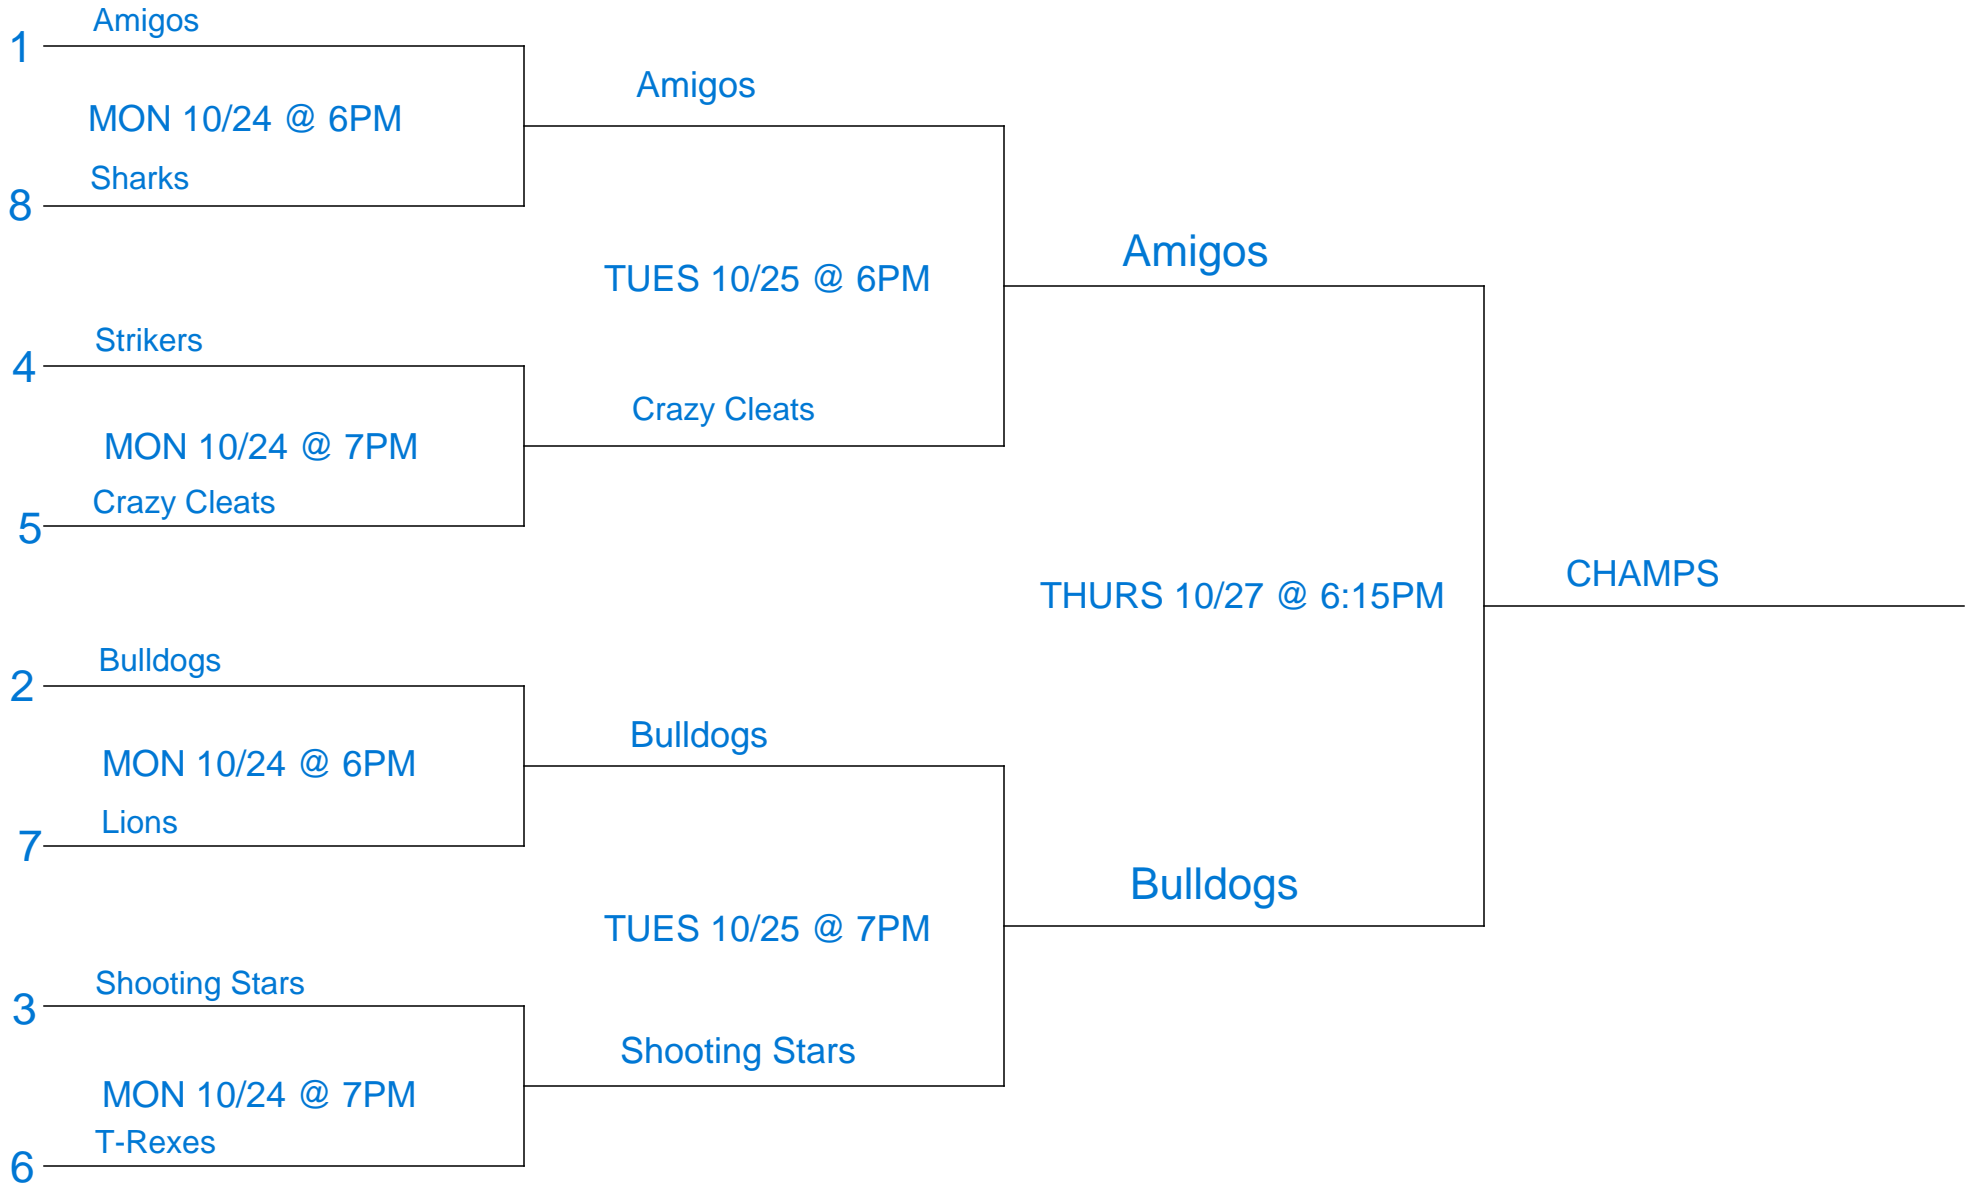 Amigos
1
MON 10/24 @ 6PM
Sharks
8
Strikers
4
MON 10/24 @ 7PM
Crazy Cleats
5
Bulldogs
2
MON 10/24 @ 6PM
Lions
7
Shooting Stars
3
MON 10/24 @ 7PM
T-Rexes
6
Amigos
TUES 10/25 @ 6PM
Crazy Cleats
Bulldogs
TUES 10/25 @ 7PM
Shooting Stars
Amigos
THURS 10/27 @ 6:15PM
Bulldogs
CHAMPS